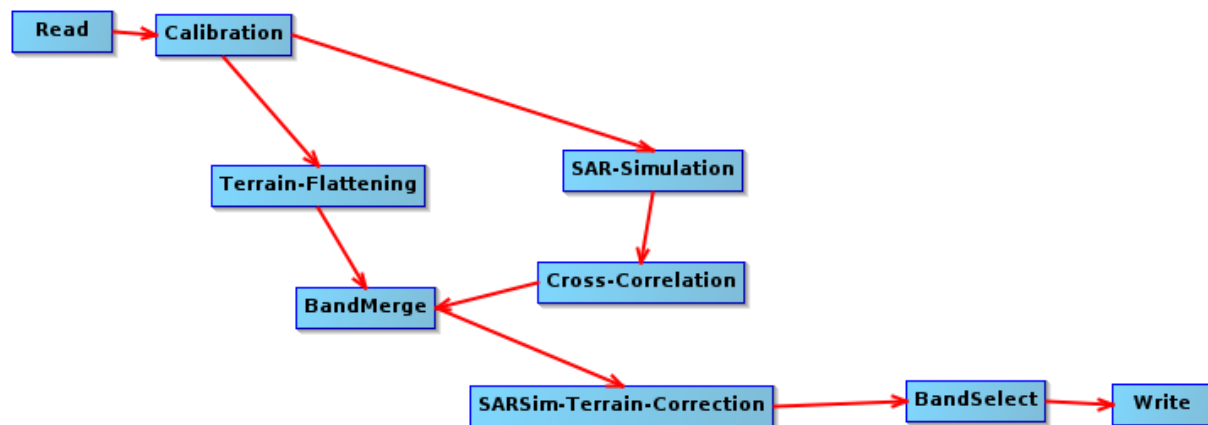 Read
Calibration
Terrain-Flattening
SAR-Simulation
Cross-Correlation
BandMerge
SARSim-Terrain-Correction
BandSelect
Write